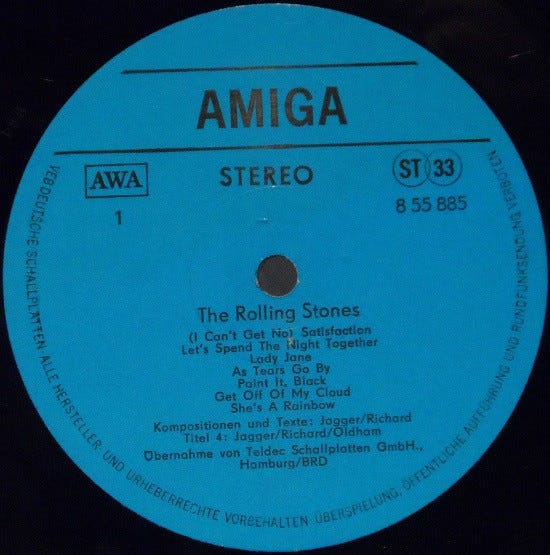 AMIGA
AWA
STEREO
ST 33
1
8 55 885
The Rolling Stones
(I Can't Get No) Satisfaction
Let's Spend The Night Together
Lady Jane
As Tears Go By
Paint It, Black
Get Off Of My Cloud
She's A Rainbow
Kompositionen und Texte: Jagger/Richard
Titel 4: Jagger/Richard/Oldham
Übernahme von Teldec Schallplatten GmbH.,
Hamburg/BRD
VEB DEUTSCHE SCHALLPLATTEN ALLE HERSTELLER UND URHEBERRECHTE VORBEHALTEN ÜBERSPIELUNG, ÖFFENTLICHE AUFFÜHRUNG UND RUNDFUNKSENDUNG VERBOTEN